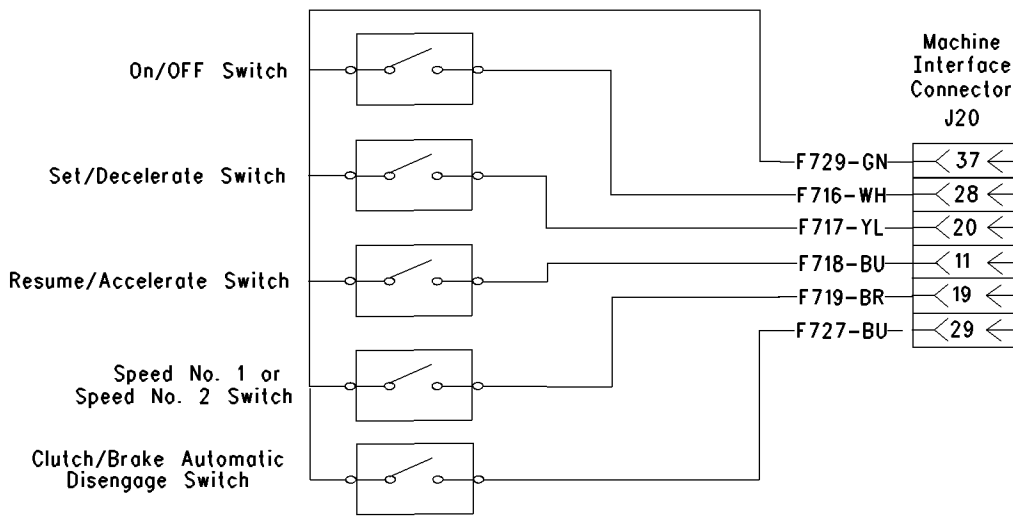 On/OFF Switch
Set/Decelerate Switch
Resume/Accelerate Switch
Speed No. 1 or
Speed No. 2 Switch
Clutch/Brake Automatic
Disengage Switch
Machine
Interface
Connector
J20
F729-GN 37
F716-WH 28
F717-YL 20
F718-BU 11
F719-BR 19
F727-BU 29